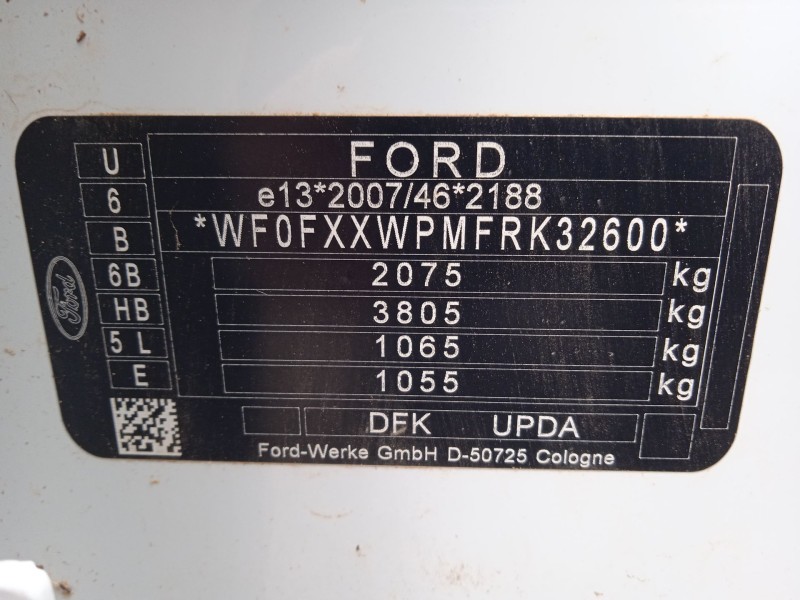 U
6
B
6B
HB
5 L
E
Ford
FORD
e13*2007/46*2188
*WF0FXXWPMFRK32600*
2075 kg
3805 kg
1065 kg
1055 kg
DFK UPDA
Ford-Werke GmbH D-50725 Cologne